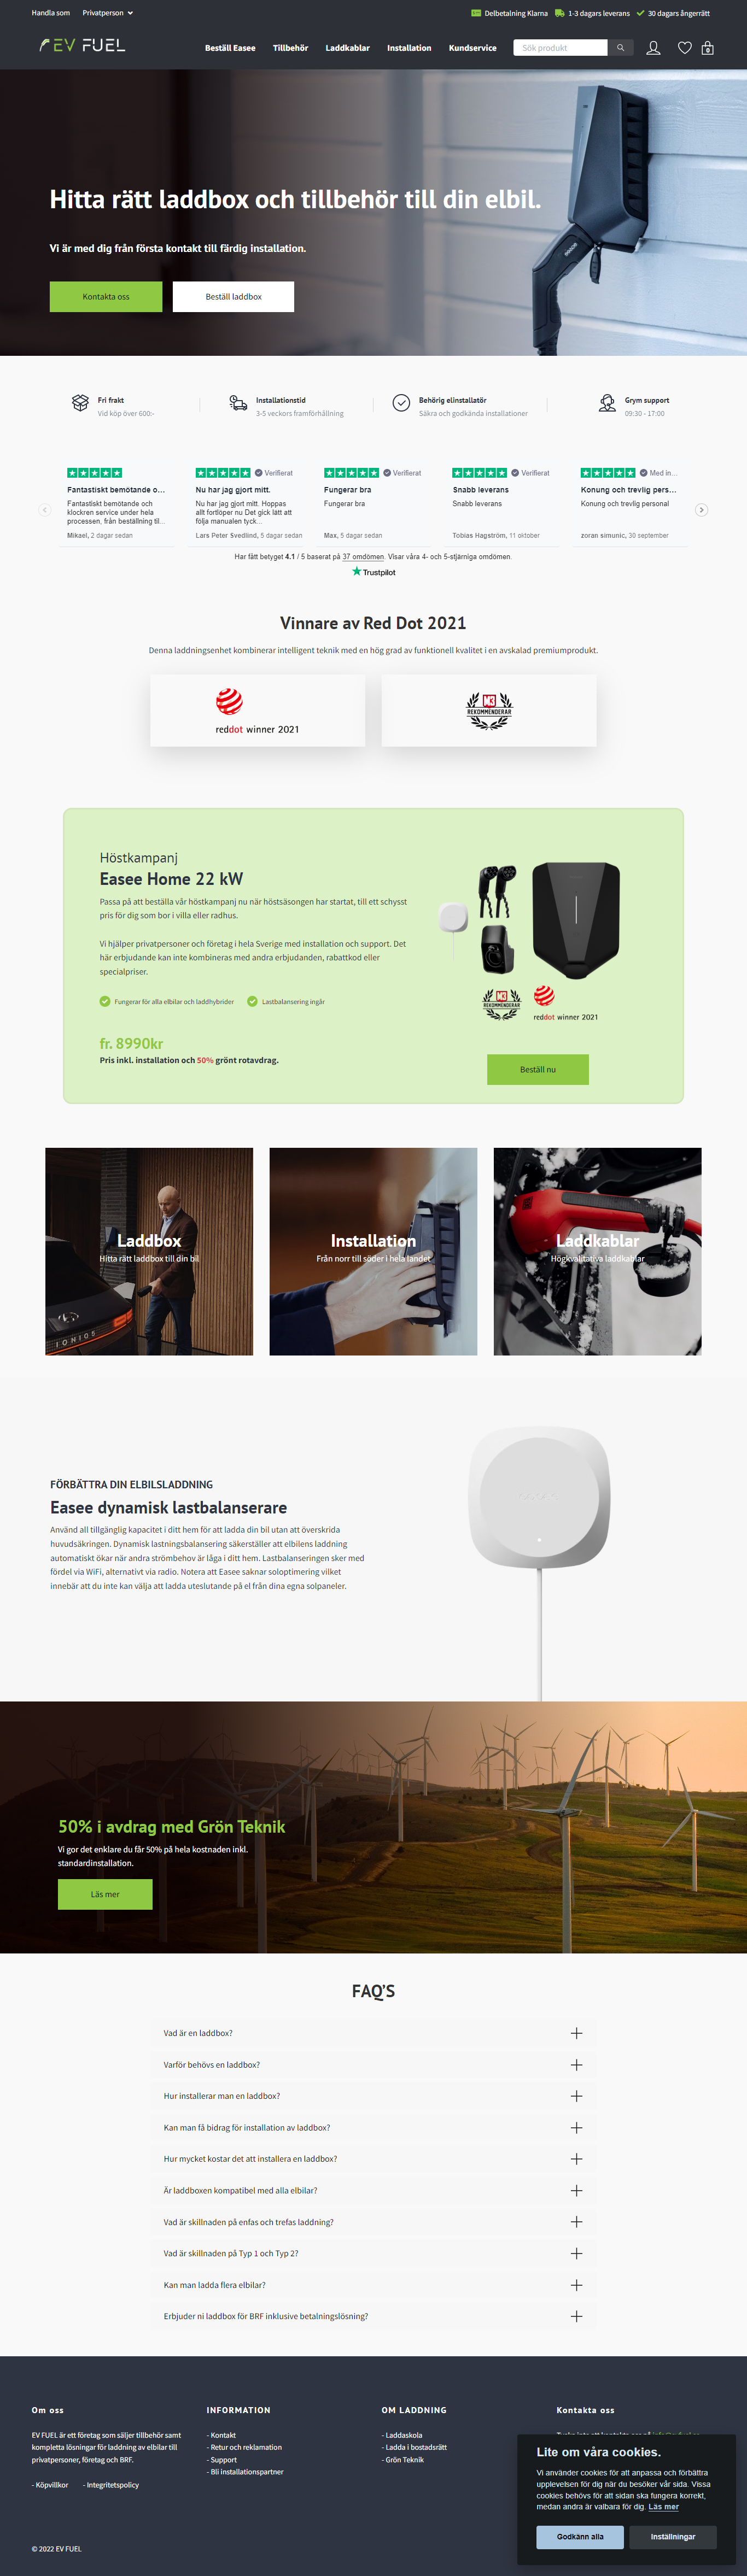 Handla som Privatperson
Delbetalning Klarna 1-3 dagars leverans 30 dagars ångerrätt
EV FUEL
Beställ Easee Tillbehör Laddkablar Installation Kundservice
Sök produkt
0
Hitta rätt laddbox och tillbehör till din elbil.
Vi är med dig från första kontakt till färdig installation.
Kontakta oss
Beställ laddbox
Fri frakt
Vid köp över 600:-
Installationstid
3-5 veckors framförhållning
Behörig elinstallatör
Säkra och godkända installationer
Grym support
09:30 - 17:00
Fantastiskt bemötande o...
Fantastiskt bemötande och
klockren service under hela
processen, från beställning til...
Mikael, 2 dagar sedan
Verifierat
Nu har jag gjort mitt.
Nu har jag gjort mitt. Hoppas
allt fortlöper nu Det gick lätt att
följa manualen tyck...
Lars Peter Svedlind, 5 dagar sedan
Verifierat
Fungerar bra
Fungerar bra
Max, 5 dagar sedan
Verifierat
Snabb leverans
Snabb leverans
Tobias Hagström, 11 oktober
Med in...
Konung och trevlig pers...
Konung och trevlig personal
zoran simunic, 30 september
Har fått betyget 4.1 / 5 baserat på 37 omdömen. Visar våra 4- och 5-stjärniga omdömen.
Trustpilot
Vinnare av Red Dot 2021
Denna laddningsenhet kombinerar intelligent teknik med en hög grad av funktionell kvalitet i en avskalad premiumprodukt.
reddot winner 2021
M3
REKOMMENDERAR
Höstkampanj
Easee Home 22 kW
Passa på att beställa vår höstkampanj nu när höstsäsongen har startat, till ett schysst
pris för dig som bor i villa eller radhus.
Vi hjälper privatpersoner och företag i hela Sverige med installation och support. Det
här erbjudande kan inte kombineras med andra erbjudanden, rabattkod eller
specialpriser.
Fungerar för alla elbilar och laddhybrider
Lastbalansering ingår
fr. 8990kr
Pris inkl. installation och 50% grönt rotavdrag.
M3
REKOMMENDERAR
reddot winner 2021
Beställ nu
Laddbox
Hitta rätt laddbox till din bil
IONIQ 5
Installation
Från norr till söder i hela landet
Laddkablar
Högkvalitativa laddkablar
FÖRBÄTTRA DIN ELBILSLADDNING
Easee dynamisk lastbalanserare
Använd all tillgänglig kapacitet i ditt hem för att ladda din bil utan att överskrida
huvudsäkringen. Dynamisk lastningsbalansering säkerställer att elbilens laddning
automatiskt ökar när andra strömbehov är låga i ditt hem. Lastbalanseringen sker med
fördel via WiFi, alternativt via radio. Notera att Easee saknar soloptimering vilket
innebär att du inte kan välja att ladda uteslutande på el från dina egna solpaneler.
50% i avdrag med Grön Teknik
Vi gor det enklare du får 50% på hela kostnaden inkl.
standardinstallation.
Läs mer
FAQ'S
Vad är en laddbox?
Varför behövs en laddbox?
Hur installerar man en laddbox?
Kan man få bidrag för installation av laddbox?
Hur mycket kostar det att installera en laddbox?
Är laddboxen kompatibel med alla elbilar?
Vad är skillnaden på enfas och trefas laddning?
Vad är skillnaden på Typ 1 och Typ 2?
Kan man ladda flera elbilar?
Erbjuder ni laddbox för BRF inklusive betalningslösning?
Om oss
EV FUEL är ett företag som säljer tillbehör samt
kompletta lösningar för laddning av elbilar till
privatpersoner, företag och BRF.
- Köpvillkor - Integritetspolicy
INFORMATION
- Kontakt
- Retur och reklamation
- Support
- Bli installationspartner
OM LADDNING
- Laddaskola
- Ladda i bostadsrätt
- Grön Teknik
Kontakta oss
Lite om våra cookies.
Vi använder cookies för att anpassa och förbättra
upplevelsen för dig när du besöker vår sida. Vissa
cookies behövs för att sidan ska fungera korrekt,
medan andra är valbara för dig. Läs mer
Godkänn alla
Inställningar
© 2022 EV FUEL